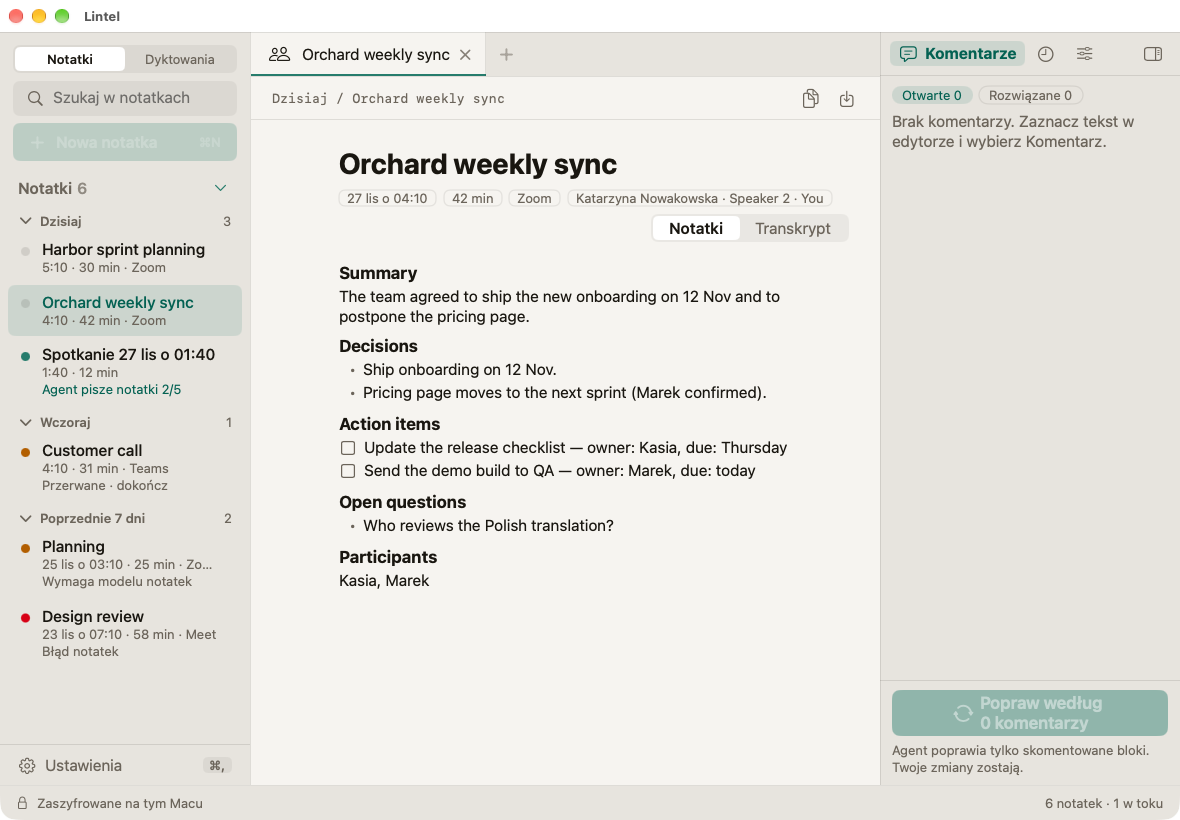 Lintel
Notatki
Dyktowania
Szukaj w notatkach
Nowa notatka ⌘N
Notatki 6
Dzisiaj 3
Harbor sprint planning
5:10 · 30 min · Zoom
Orchard weekly sync
4:10 · 42 min · Zoom
Spotkanie 27 lis o 01:40
1:40 · 12 min
Agent pisze notatki 2/5
Wczoraj 1
Customer call
4:10 · 31 min · Teams
Przerwane · dokończ
Poprzednie 7 dni 2
Planning
25 lis o 03:10 · 25 min · Zo...
Wymaga modelu notatek
Design review
23 lis o 07:10 · 58 min · Meet
Błąd notatek
Ustawienia ⌘,
Orchard weekly sync
Dzisiaj / Orchard weekly sync
Orchard weekly sync
27 lis o 04:10
42 min
Zoom
Katarzyna Nowakowska · Speaker 2 · You
Notatki
Transkrypt
Summary
The team agreed to ship the new onboarding on 12 Nov and to
postpone the pricing page.
Decisions
• Ship onboarding on 12 Nov.
• Pricing page moves to the next sprint (Marek confirmed).
Action items
Update the release checklist — owner: Kasia, due: Thursday
Send the demo build to QA — owner: Marek, due: today
Open questions
• Who reviews the Polish translation?
Participants
Kasia, Marek
Komentarze
Otwarte 0
Rozwiązane 0
Brak komentarzy. Zaznacz tekst w
edytorze i wybierz Komentarz.
Popraw według
0 komentarzy
Agent poprawia tylko skomentowane bloki.
Twoje zmiany zostają.
Zaszyfrowane na tym Macu
6 notatek · 1 w toku